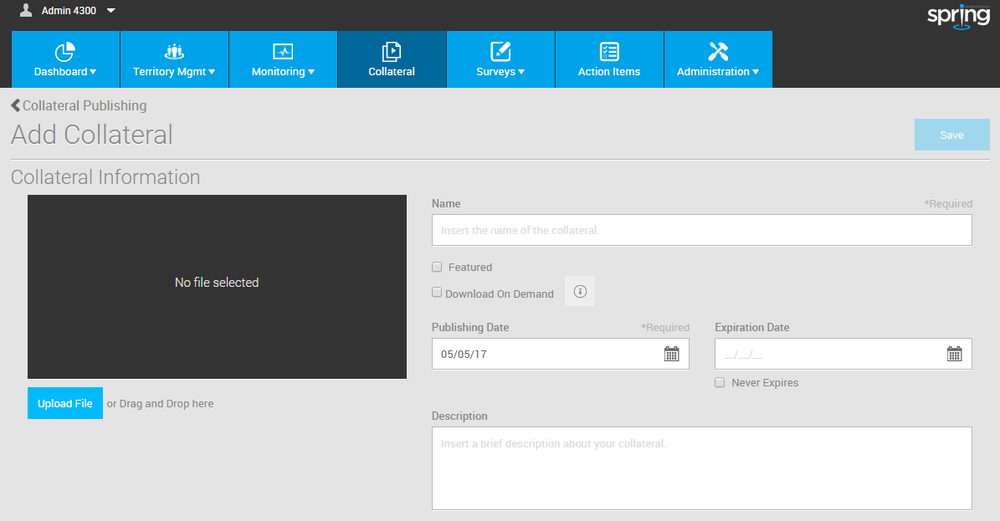 Admin 4300
spring
Dashboard
Territory Mgmt
Monitoring
Collateral
Surveys
Action Items
Administration
Collateral Publishing
Add Collateral
Save
Collateral Information
No file selected
Upload File or Drag and Drop here
Name *Required
Insert the name of the collateral.
Featured
Download On Demand
Publishing Date *Required
05/05/17
Expiration Date
__/__/__
Never Expires
Description
Insert a brief description about your collateral.